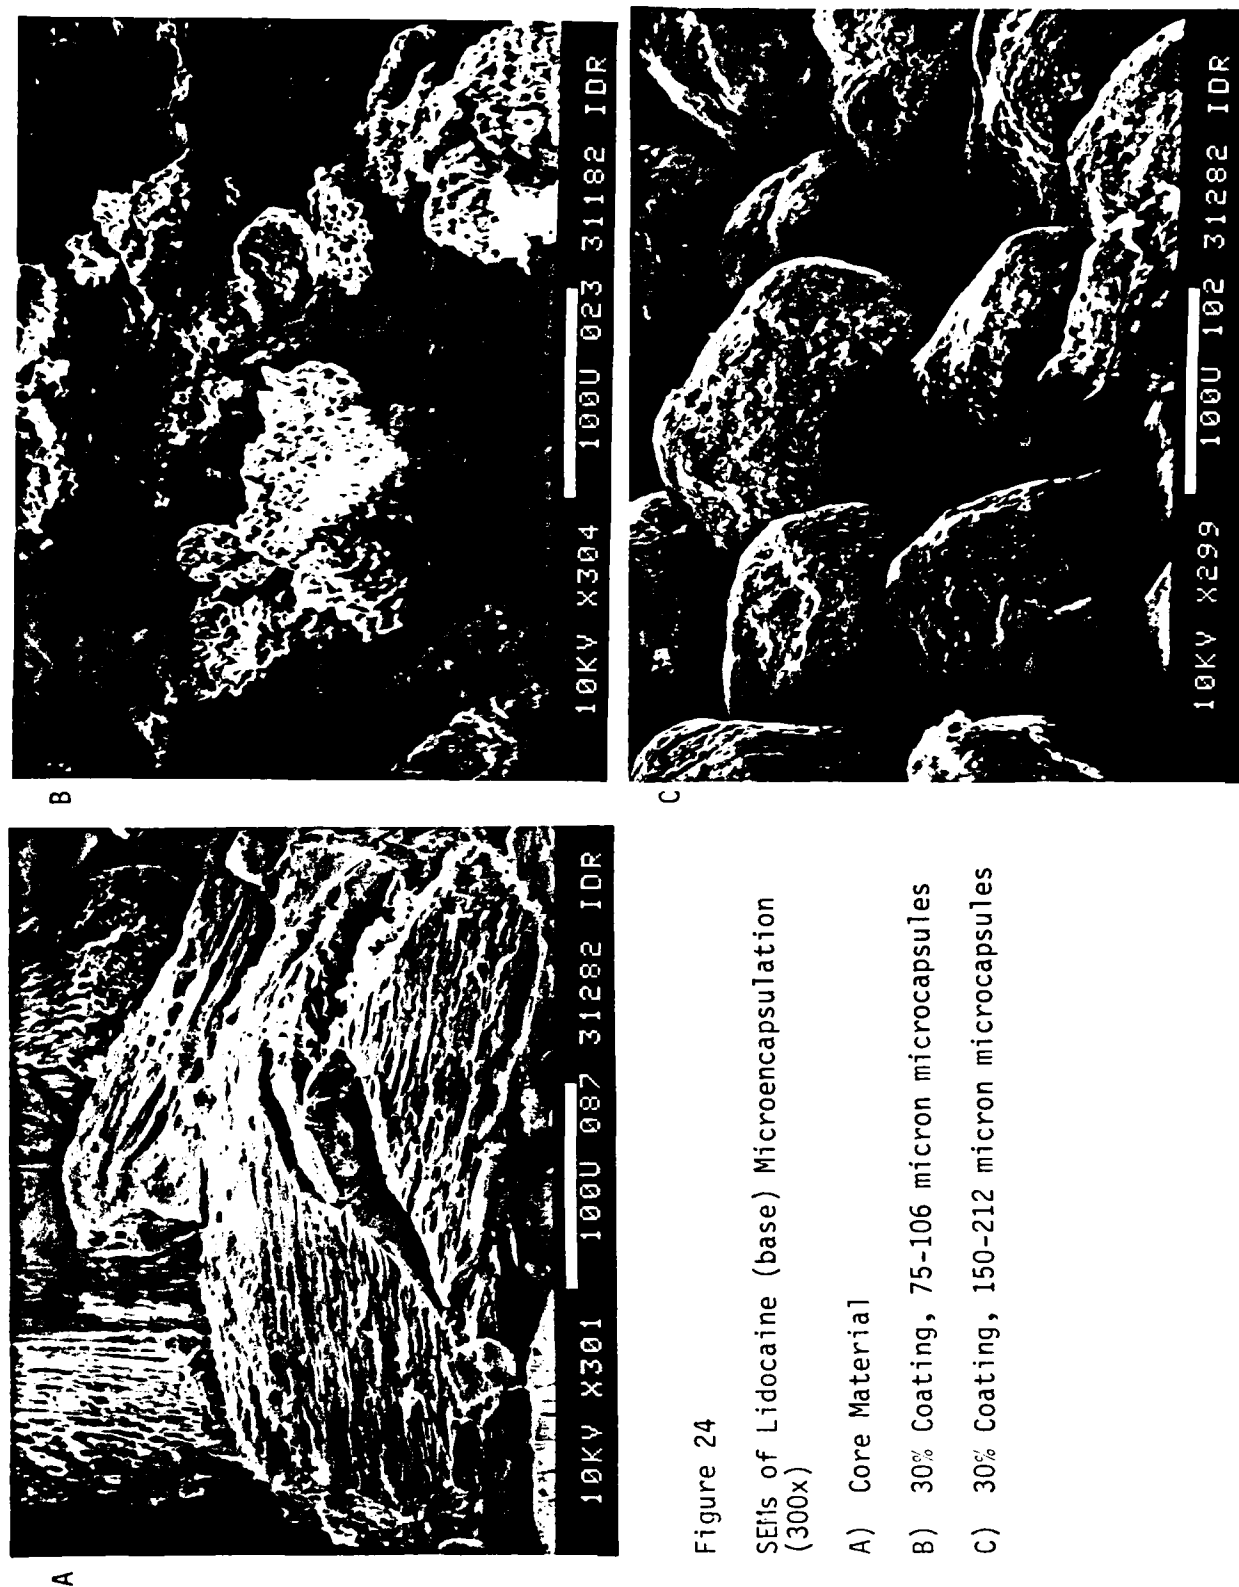 A
10KV X301 100U 087 31282 IDR
B
10KV X304 100U 023 31182 IDR
C
10KV X299 100U 102 31282 IDR
Figure 24
SEMs of Lidocaine (base) Microencapsulation
(300x)
A) Core Material
B) 30% Coating, 75-106 micron microcapsules
C) 30% Coating, 150-212 micron microcapsules